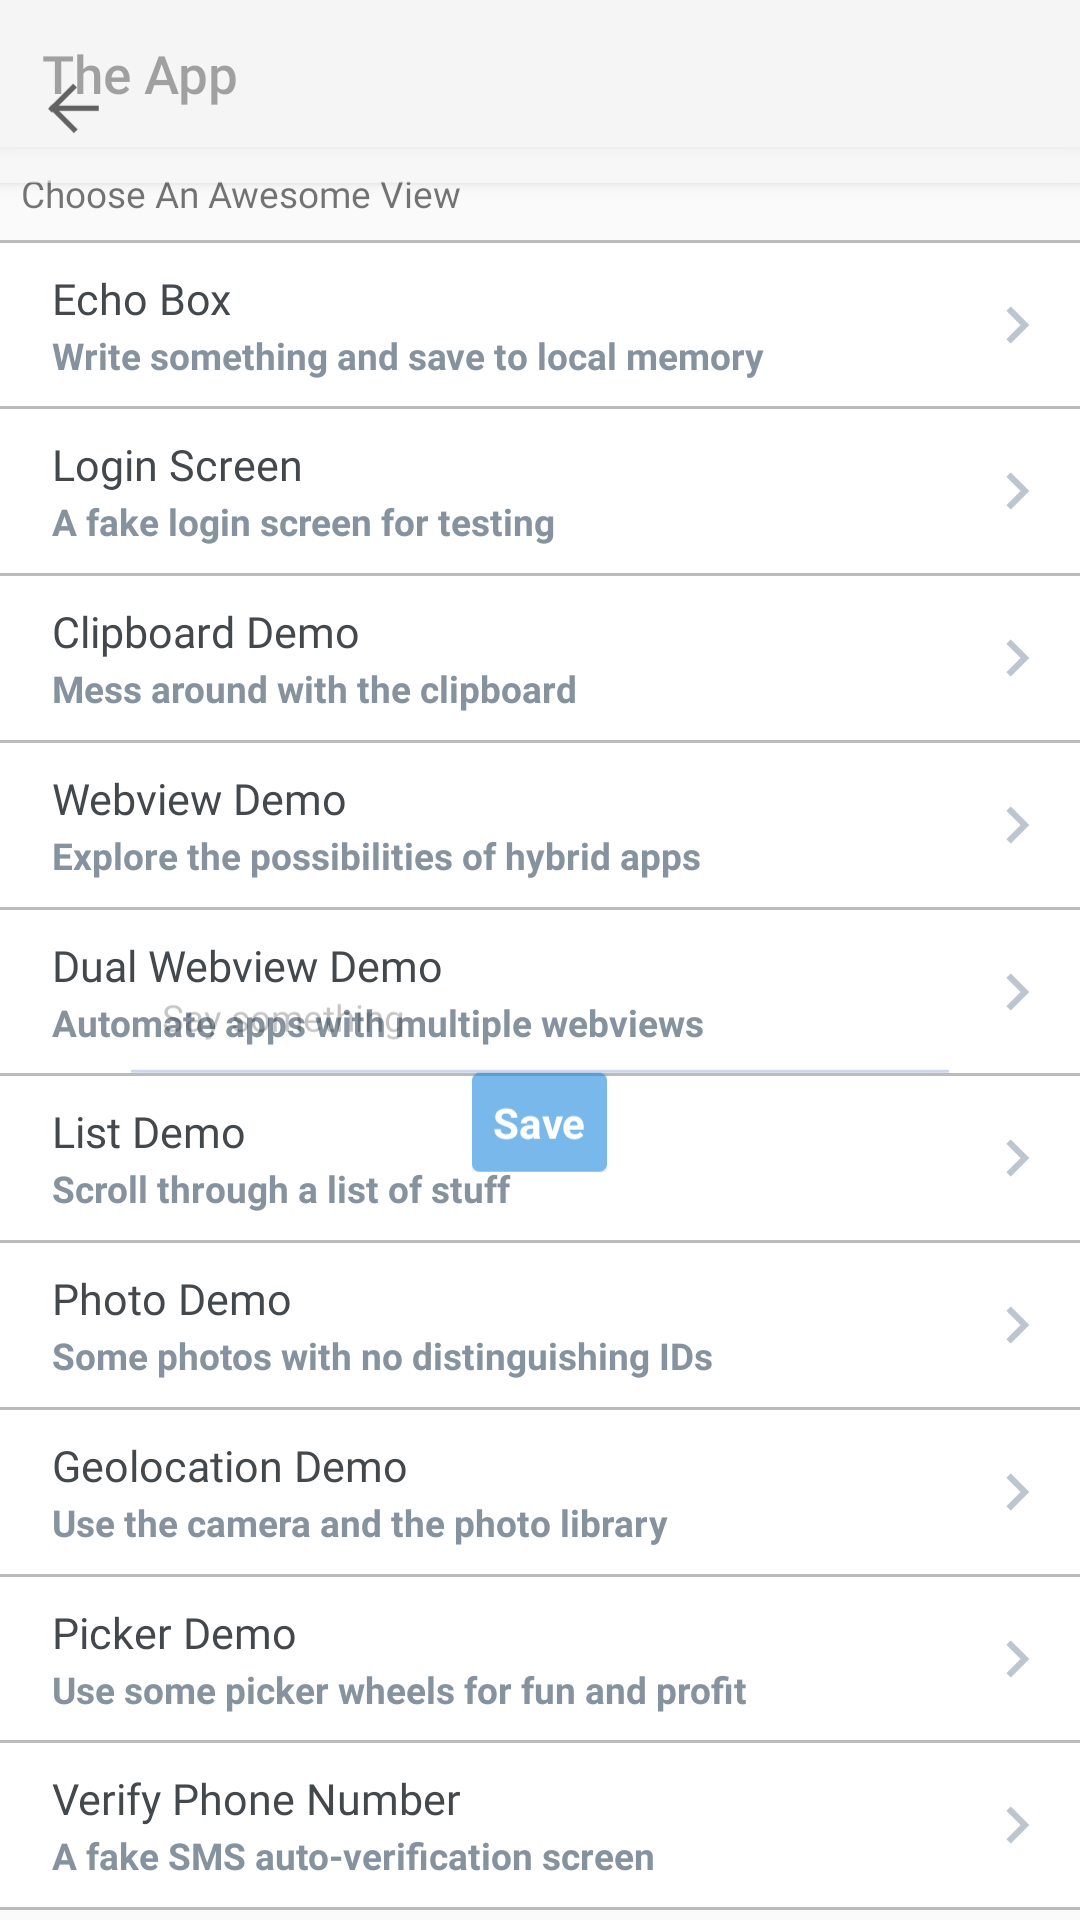 The App
Choose An Awesome View
Echo Box
Write something and save to local memory
Login Screen
A fake login screen for testing
Clipboard Demo
Mess around with the clipboard
Webview Demo
Explore the possibilities of hybrid apps
Dual Webview Demo
Say something
Automate apps with multiple webviews
Save
List Demo
Scroll through a list of stuff
Photo Demo
Some photos with no distinguishing IDs
Geolocation Demo
Use the camera and the photo library
Picker Demo
Use some picker wheels for fun and profit
Verify Phone Number
A fake SMS auto-verification screen